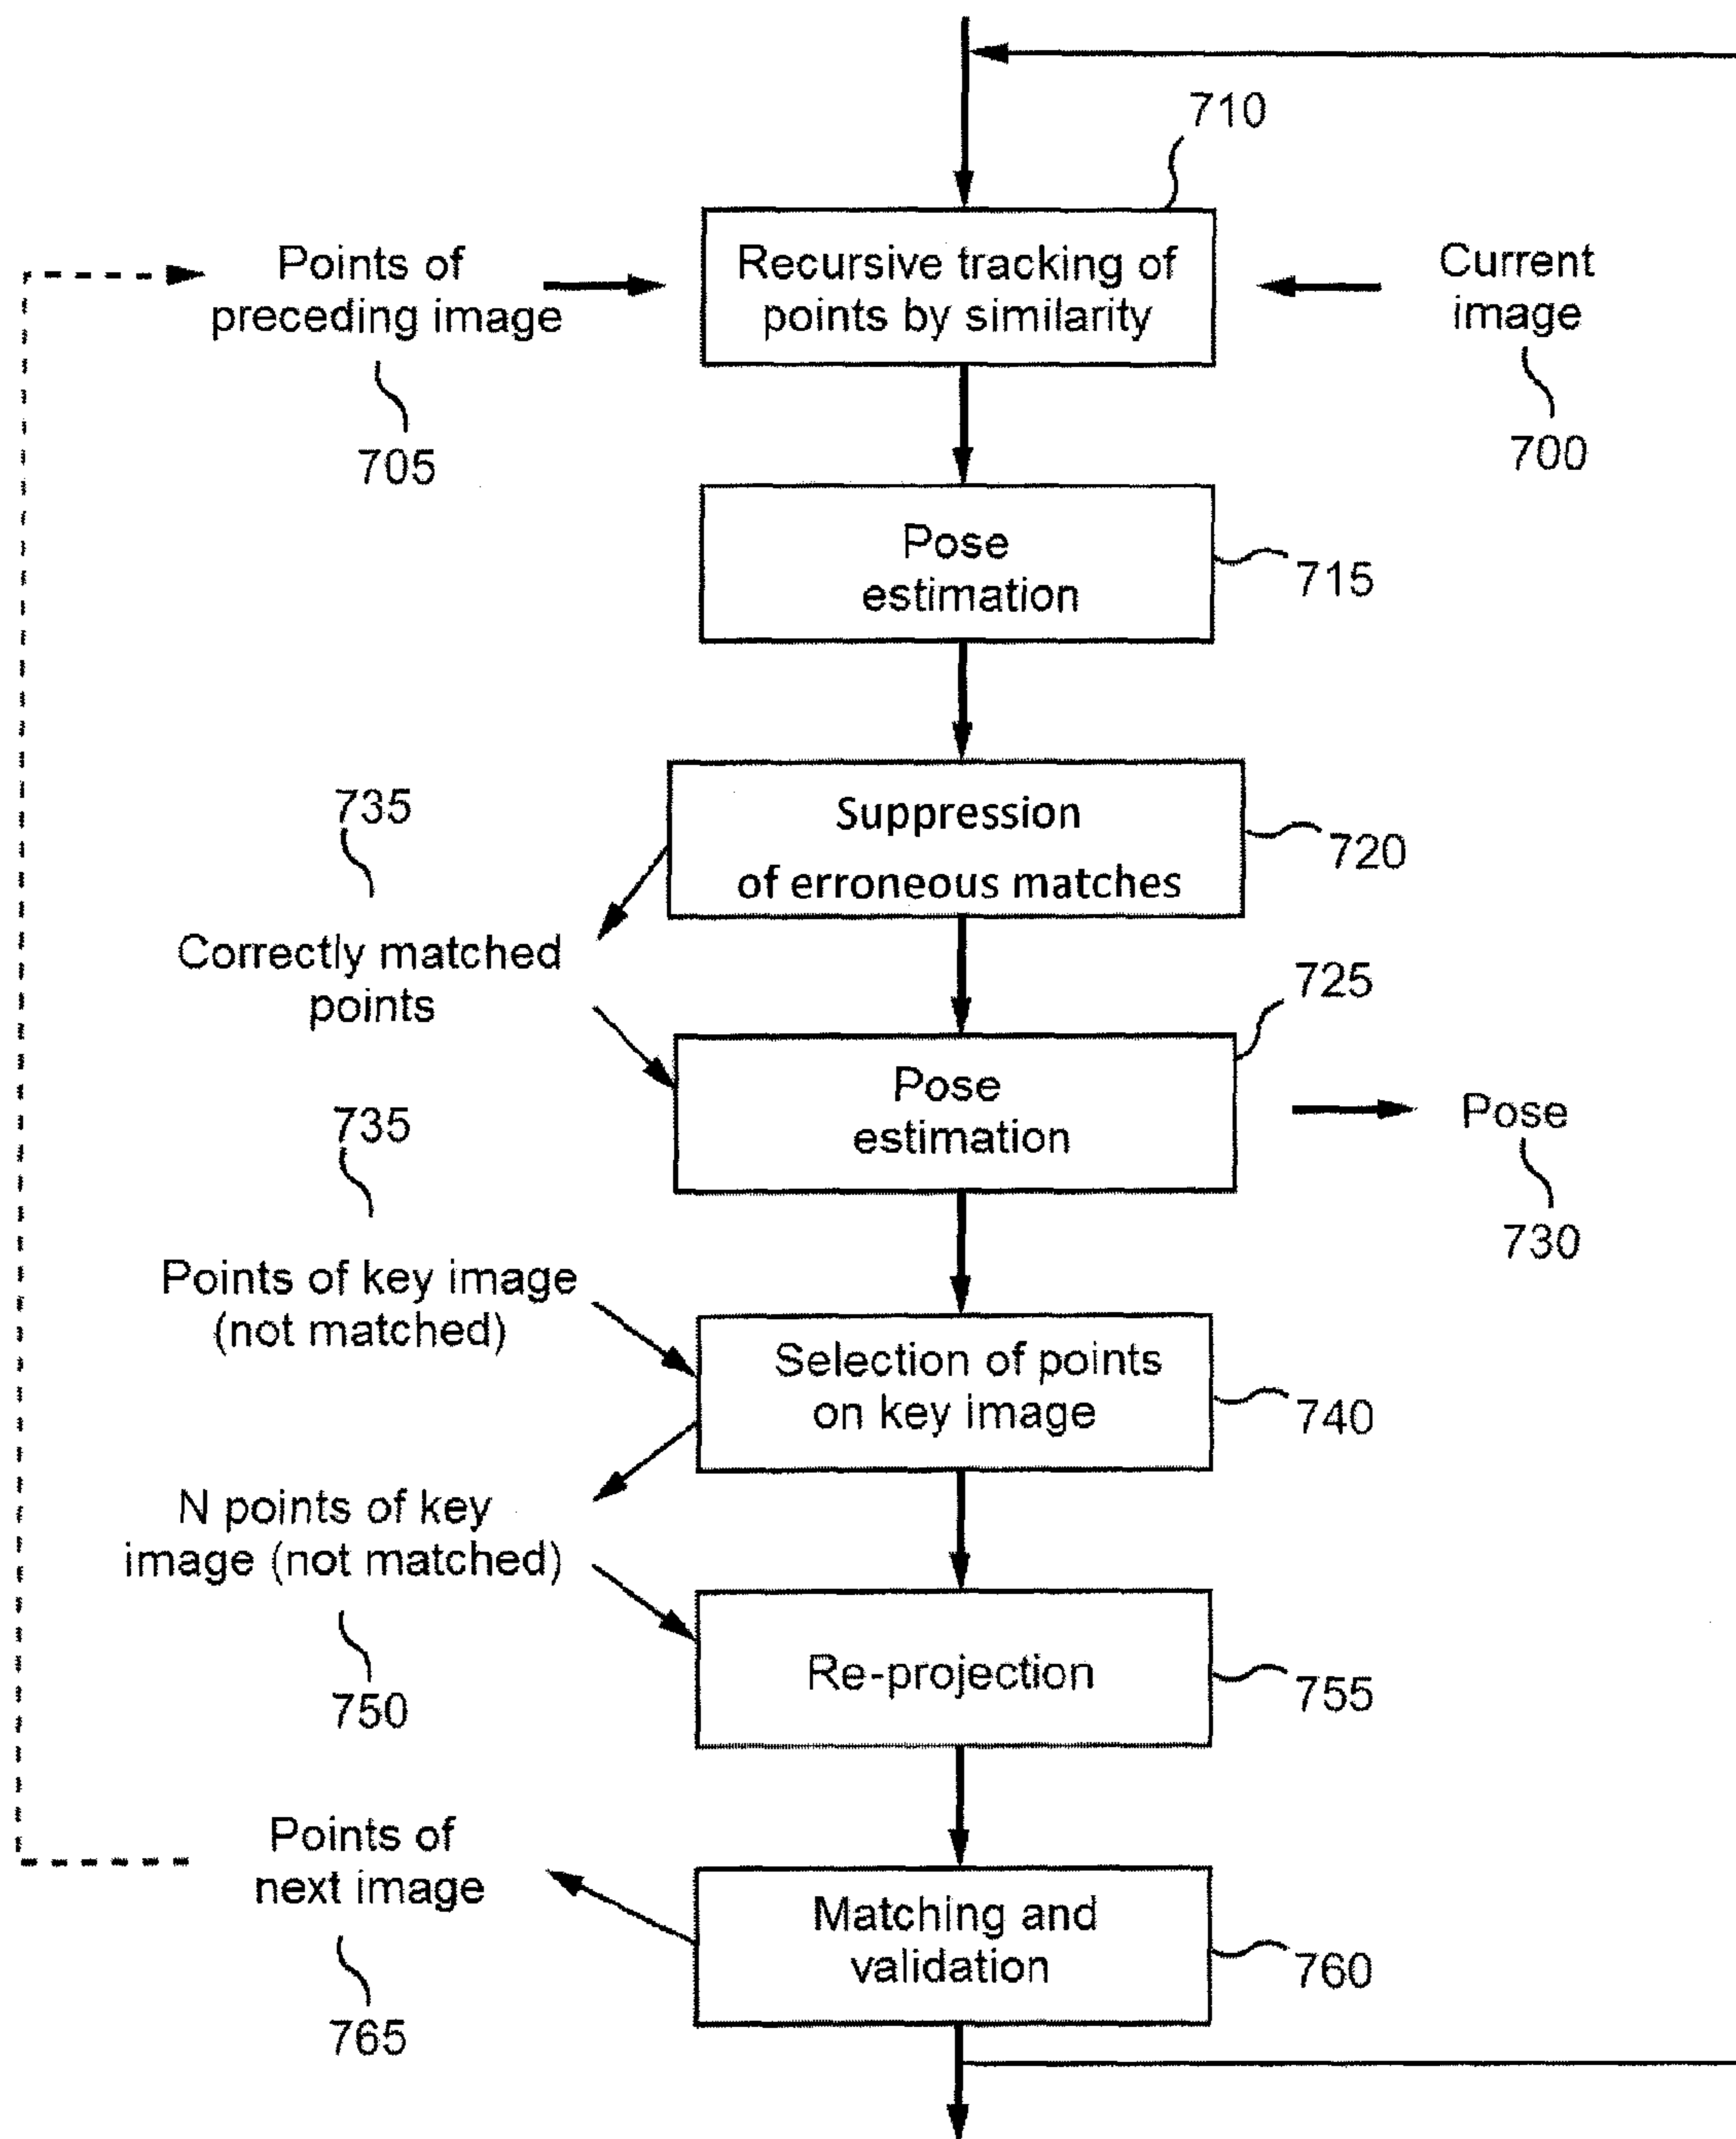 710
Points of
preceding image
705
Recursive tracking of
points by similarity
Current
image
700
Pose
estimation
715
Suppression
of erroneous matches
720
735
Correctly matched
points
725
Pose
estimation
Pose
730
735
Points of key image
(not matched)
Selection of points
on key image
740
N points of key
image (not matched)
750
Re-projection
755
Points of
next image
765
Matching and
validation
760